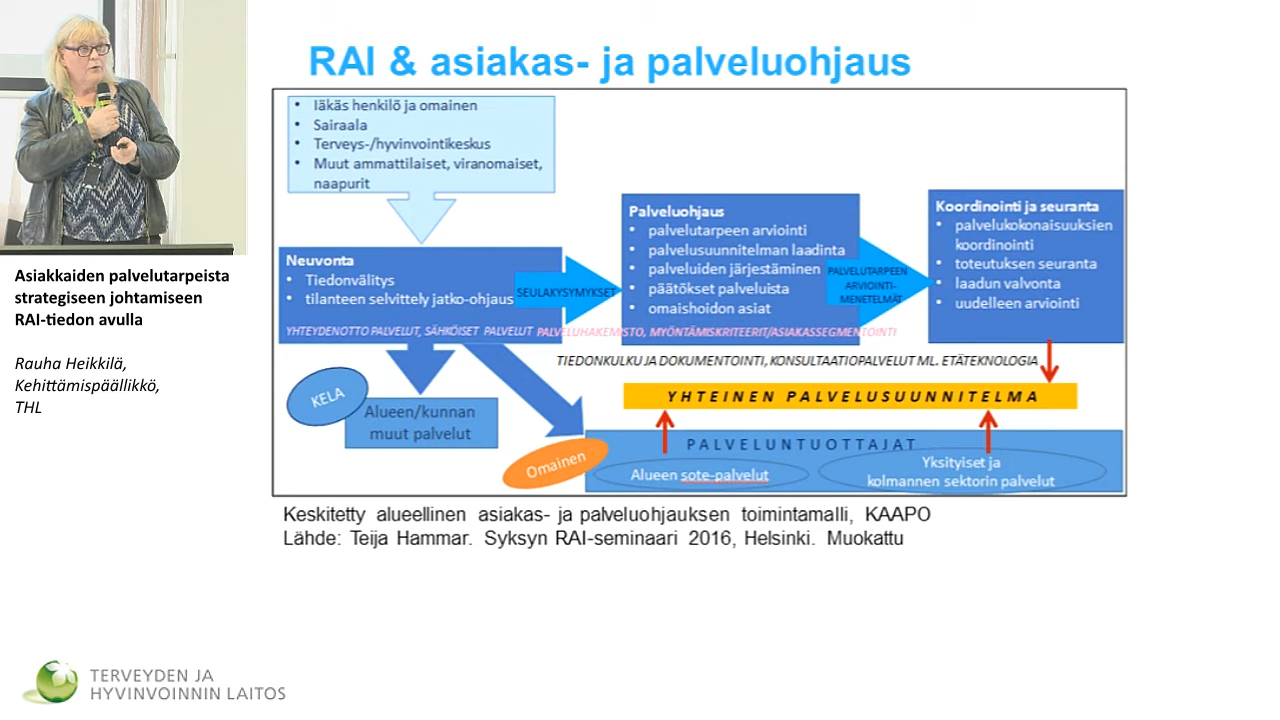 RAI & asiakas- ja palveluohjaus
• Iäkäs henkilö ja omainen
• Sairaala
• Terveys-/hyvinvointikeskus
• Muut ammattilaiset, viranomaiset,
naapurit
Neuvonta
• Tiedonvälitys
• tilanteen selvittely jatko-ohjaus
SEULAKYSYMYKSET
Palveluohjaus
• palvelutarpeen arviointi
• palvelusuunnitelman laadinta
• palveluiden järjestäminen
• päätökset palveluista
• omaishoidon asiat
PALVELUTARPEEN
ARVIOINTI-
MENETELMÄT
Koordinointi ja seuranta
• palvelukokonaisuuksien
koordinointi
• toteutuksen seuranta
• laadun valvonta
• uudelleen arviointi
YHTEYDENOTTO PALVELUT, SÄHKÖISET PALVELUT PALVELUHAKEMISTO, MYÖNTÄMISKRITEERIT/ASIAKASSEGMENTOINTI
TIEDONKULKU JA DOKUMENTOINTI, KONSULTAATIOPALVELUT ML. ETÄTEKNOLOGIA
KELA
Alueen/kunnan
muut palvelut
YHTEINEN PALVELUSUUNNITELMA
Omainen
PALVELUNTUOTTAJAT
Alueen sote-palvelut
Yksityiset ja
kolmannen sektorin palvelut
Keskitetty alueellinen asiakas- ja palveluohjauksen toimintamalli, KAAPO
Lähde: Teija Hammar. Syksyn RAI-seminaari 2016, Helsinki. Muokattu
Asiakkaiden palvelutarpeista
strategiseen johtamiseen
RAI-tiedon avulla
Rauha Heikkilä,
Kehittämispäällikkö,
THL
TERVEYDEN JA
HYVINVOINNIN LAITOS